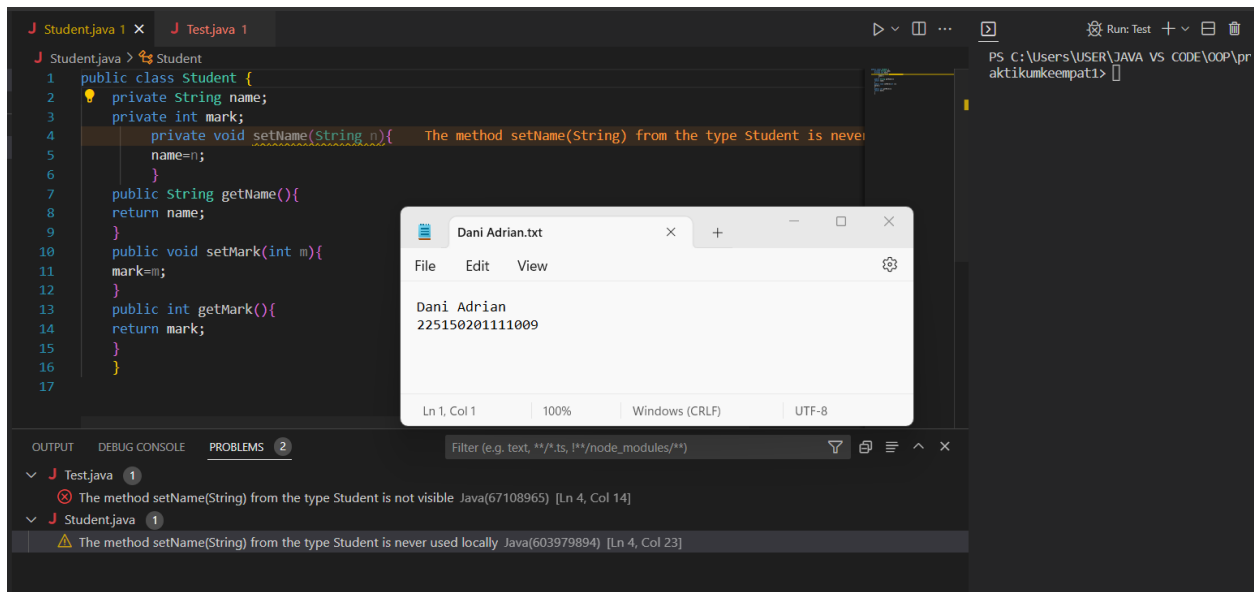 Student.java 1
Test.java 1
Run: Test
Student.java > Student
PS C:\Users\USER\JAVA VS CODE\OOP\pr
aktikumkeempat1>
1 public class Student {
2 private String name;
3 private int mark;
4 private void setName(String n){ The method setName(String) from the type Student is never
5 name=n;
6 }
7 public String getName(){
8 return name;
9 }
10 public void setMark(int m){
11 mark=m;
12 }
13 public int getMark(){
14 return mark;
15 }
16 }
17
Dani Adrian.txt
File Edit View
Dani Adrian
225150201111009
Ln 1, Col 1 100% Windows (CRLF) UTF-8
OUTPUT DEBUG CONSOLE PROBLEMS 2
Filter (e.g. text, **/*.ts, !**/node_modules/**)
Test.java 1
The method setName(String) from the type Student is not visible Java(67108965) [Ln 4, Col 14]
Student.java 1
The method setName(String) from the type Student is never used locally Java(603979894) [Ln 4, Col 23]